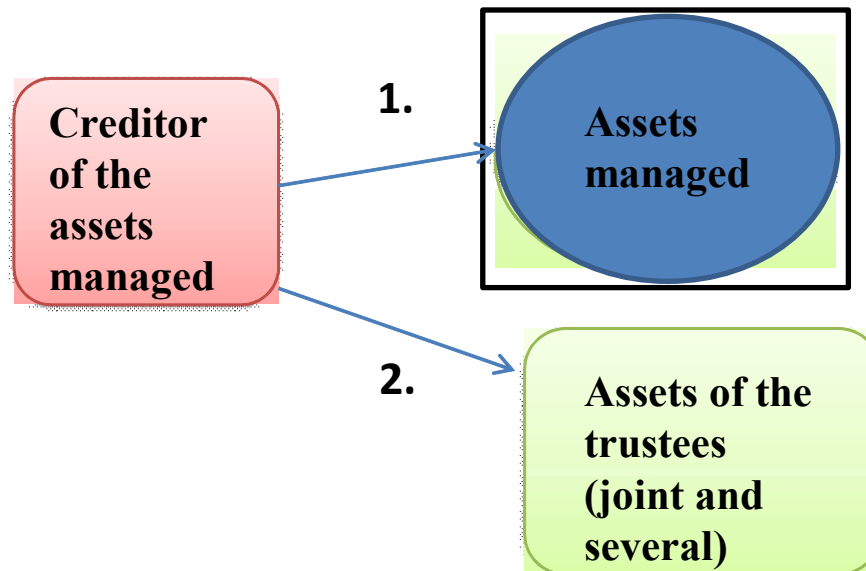 1.
Creditor
of the
assets
managed
Assets
managed
2.
Assets of the
trustees
(joint and
several)